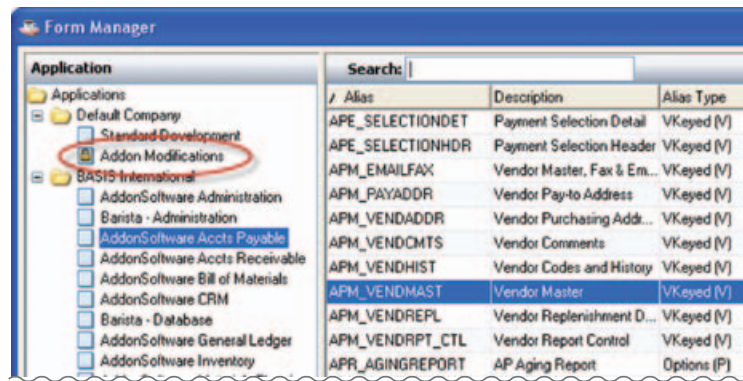 Form Manager
Application
Applications
Default Company
Standard Development
Addon Modifications
BASIS International
AddonSoftware Administration
Barista - Administration
AddonSoftware Accts Payable
AddonSoftware Accts Receivable
AddonSoftware Bill of Materials
AddonSoftware CRM
Barista - Database
AddonSoftware General Ledger
AddonSoftware Inventory
Search:
/ Alias Description Alias Type
APE_SELECTIONDET Payment Selection Detail VKeyed (V)
APE_SELECTIONHDR Payment Selection Header VKeyed (V)
APM_EMAILFAX Vendor Master, Fax & Em... VKeyed (V)
APM_PAYADDR Vendor Pay-to Address VKeyed (V)
APM_VENDADDR Vendor Purchasing Addr... VKeyed (V)
APM_VENDCMTS Vendor Comments VKeyed (V)
APM_VENDHIST Vendor Codes and History VKeyed (V)
APM_VENDMAST Vendor Master VKeyed (V)
APM_VENDREPL Vendor Replenishment D... VKeyed (V)
APM_VENDRPT_CTL Vendor Report Control VKeyed (V)
APR_AGINGREPORT AP Aging Report Options (P)